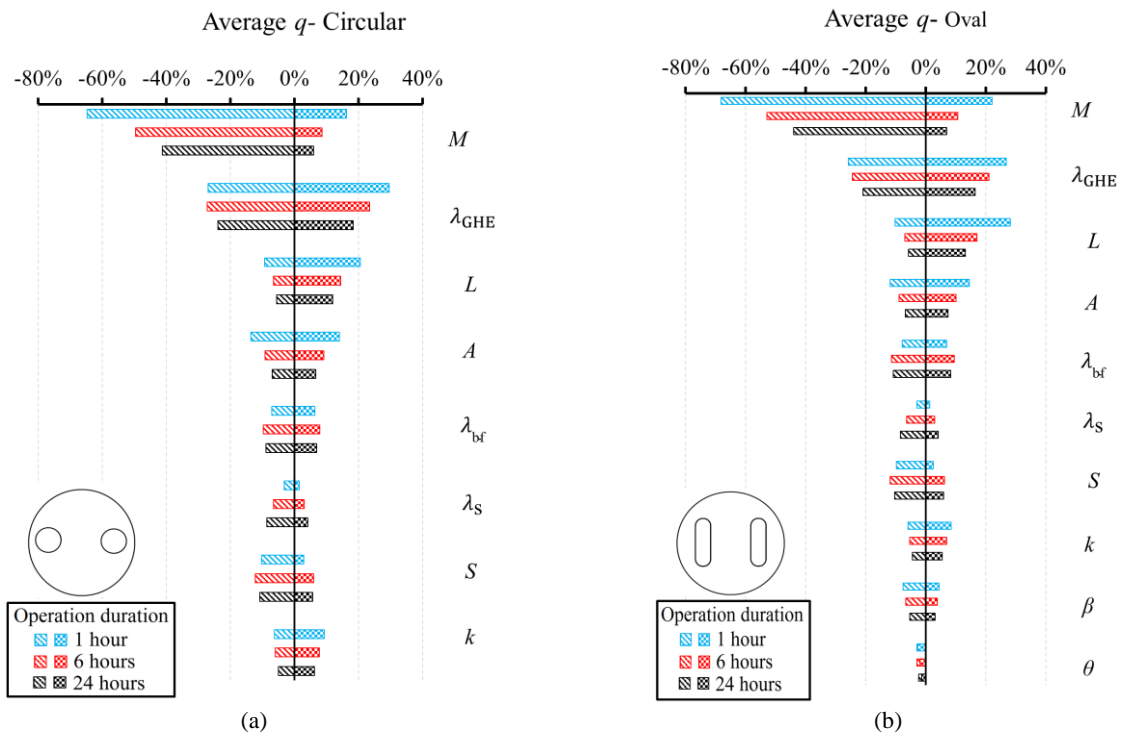 Average q- Circular
-80% -60% -40% -20% 0% 20% 40%
M
λGHE
L
A
λb-f
λS
S
k
Operation duration
1 hour
6 hours
24 hours
(a)
Average q- Oval
-80% -60% -40% -20% 0% 20% 40%
M
λGHE
L
A
λb-f
λS
S
k
β
θ
Operation duration
1 hour
6 hours
24 hours
(b)